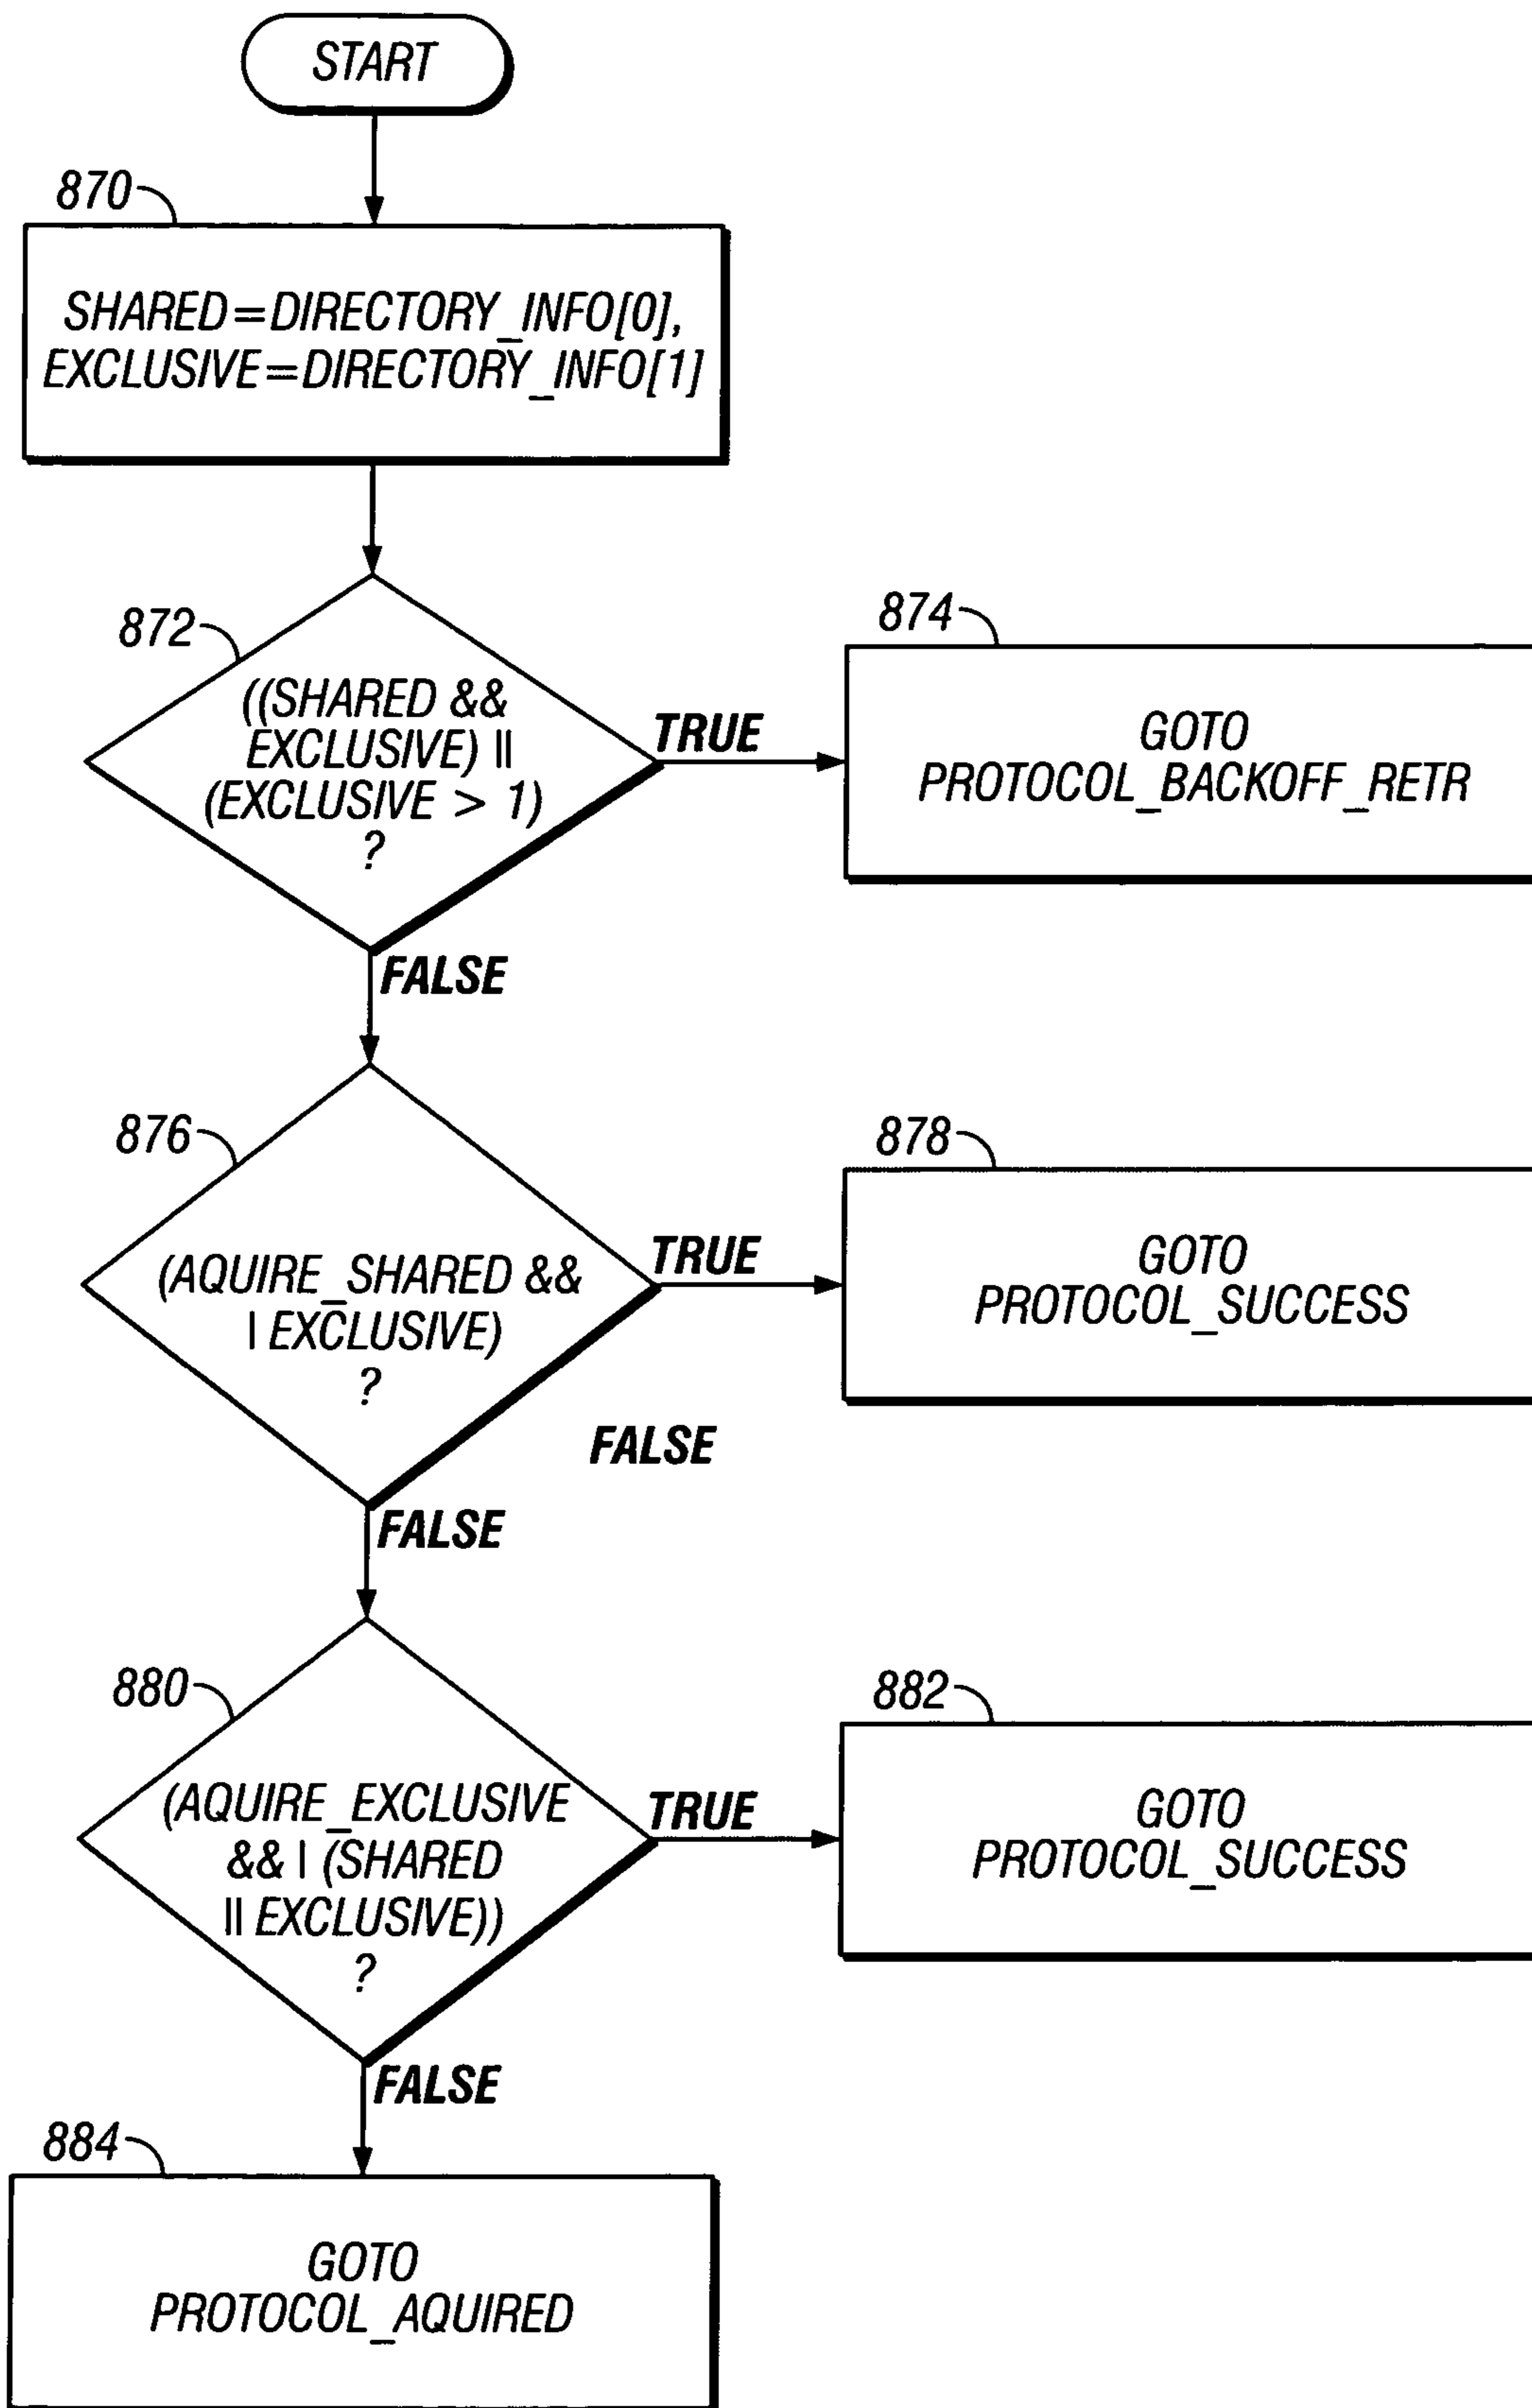 START
870
SHARED=DIRECTORY_INFO[0],
EXCLUSIVE=DIRECTORY_INFO[1]
872
((SHARED &&
EXCLUSIVE) ||
(EXCLUSIVE > 1)
?
TRUE
874
GOTO
PROTOCOL_BACKOFF_RETR
FALSE
876
(AQUIRE_SHARED &&
| EXCLUSIVE)
?
TRUE
878
GOTO
PROTOCOL_SUCCESS
FALSE
FALSE
880
(AQUIRE_EXCLUSIVE
&& | (SHARED
|| EXCLUSIVE))
?
TRUE
882
GOTO
PROTOCOL_SUCCESS
FALSE
884
GOTO
PROTOCOL_AQUIRED